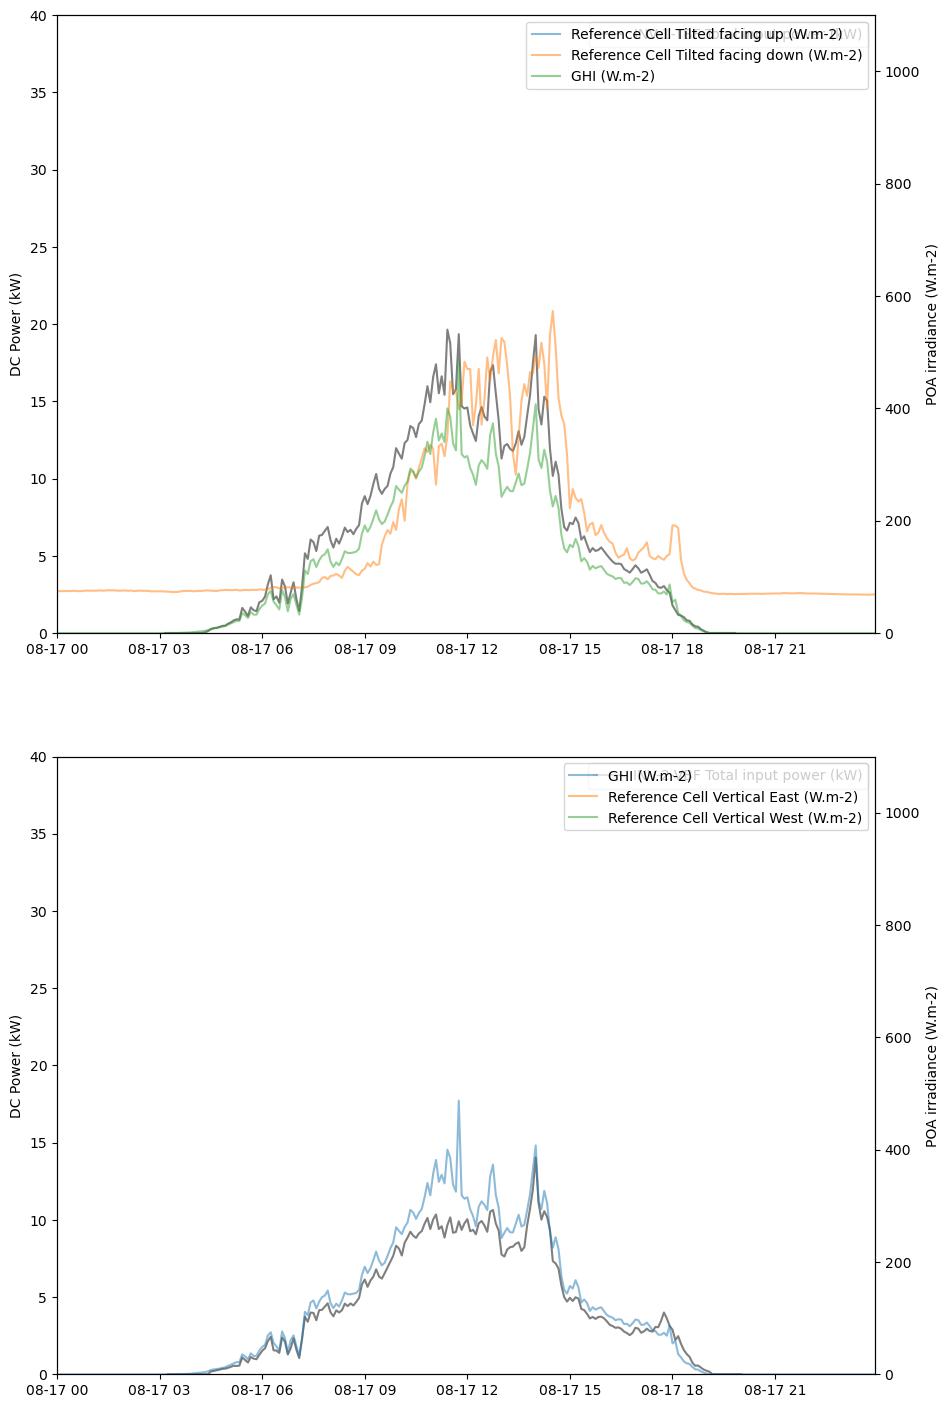 40
35
30
25
20
15
10
5
0
DC Power (kW)
Reference Cell Tilted facing up (W.m-2)
Reference Cell Tilted facing down (W.m-2)
GHI (W.m-2)
1000
800
600
400
200
0
POA irradiance (W.m-2)
08-17 00 08-17 03 08-17 06 08-17 09 08-17 12 08-17 15 08-17 18 08-17 21
40
35
30
25
20
15
10
5
0
DC Power (kW)
GHI (W.m-2)
Total input power (kW)
Reference Cell Vertical East (W.m-2)
Reference Cell Vertical West (W.m-2)
1000
800
600
400
200
0
POA irradiance (W.m-2)
08-17 00 08-17 03 08-17 06 08-17 09 08-17 12 08-17 15 08-17 18 08-17 21